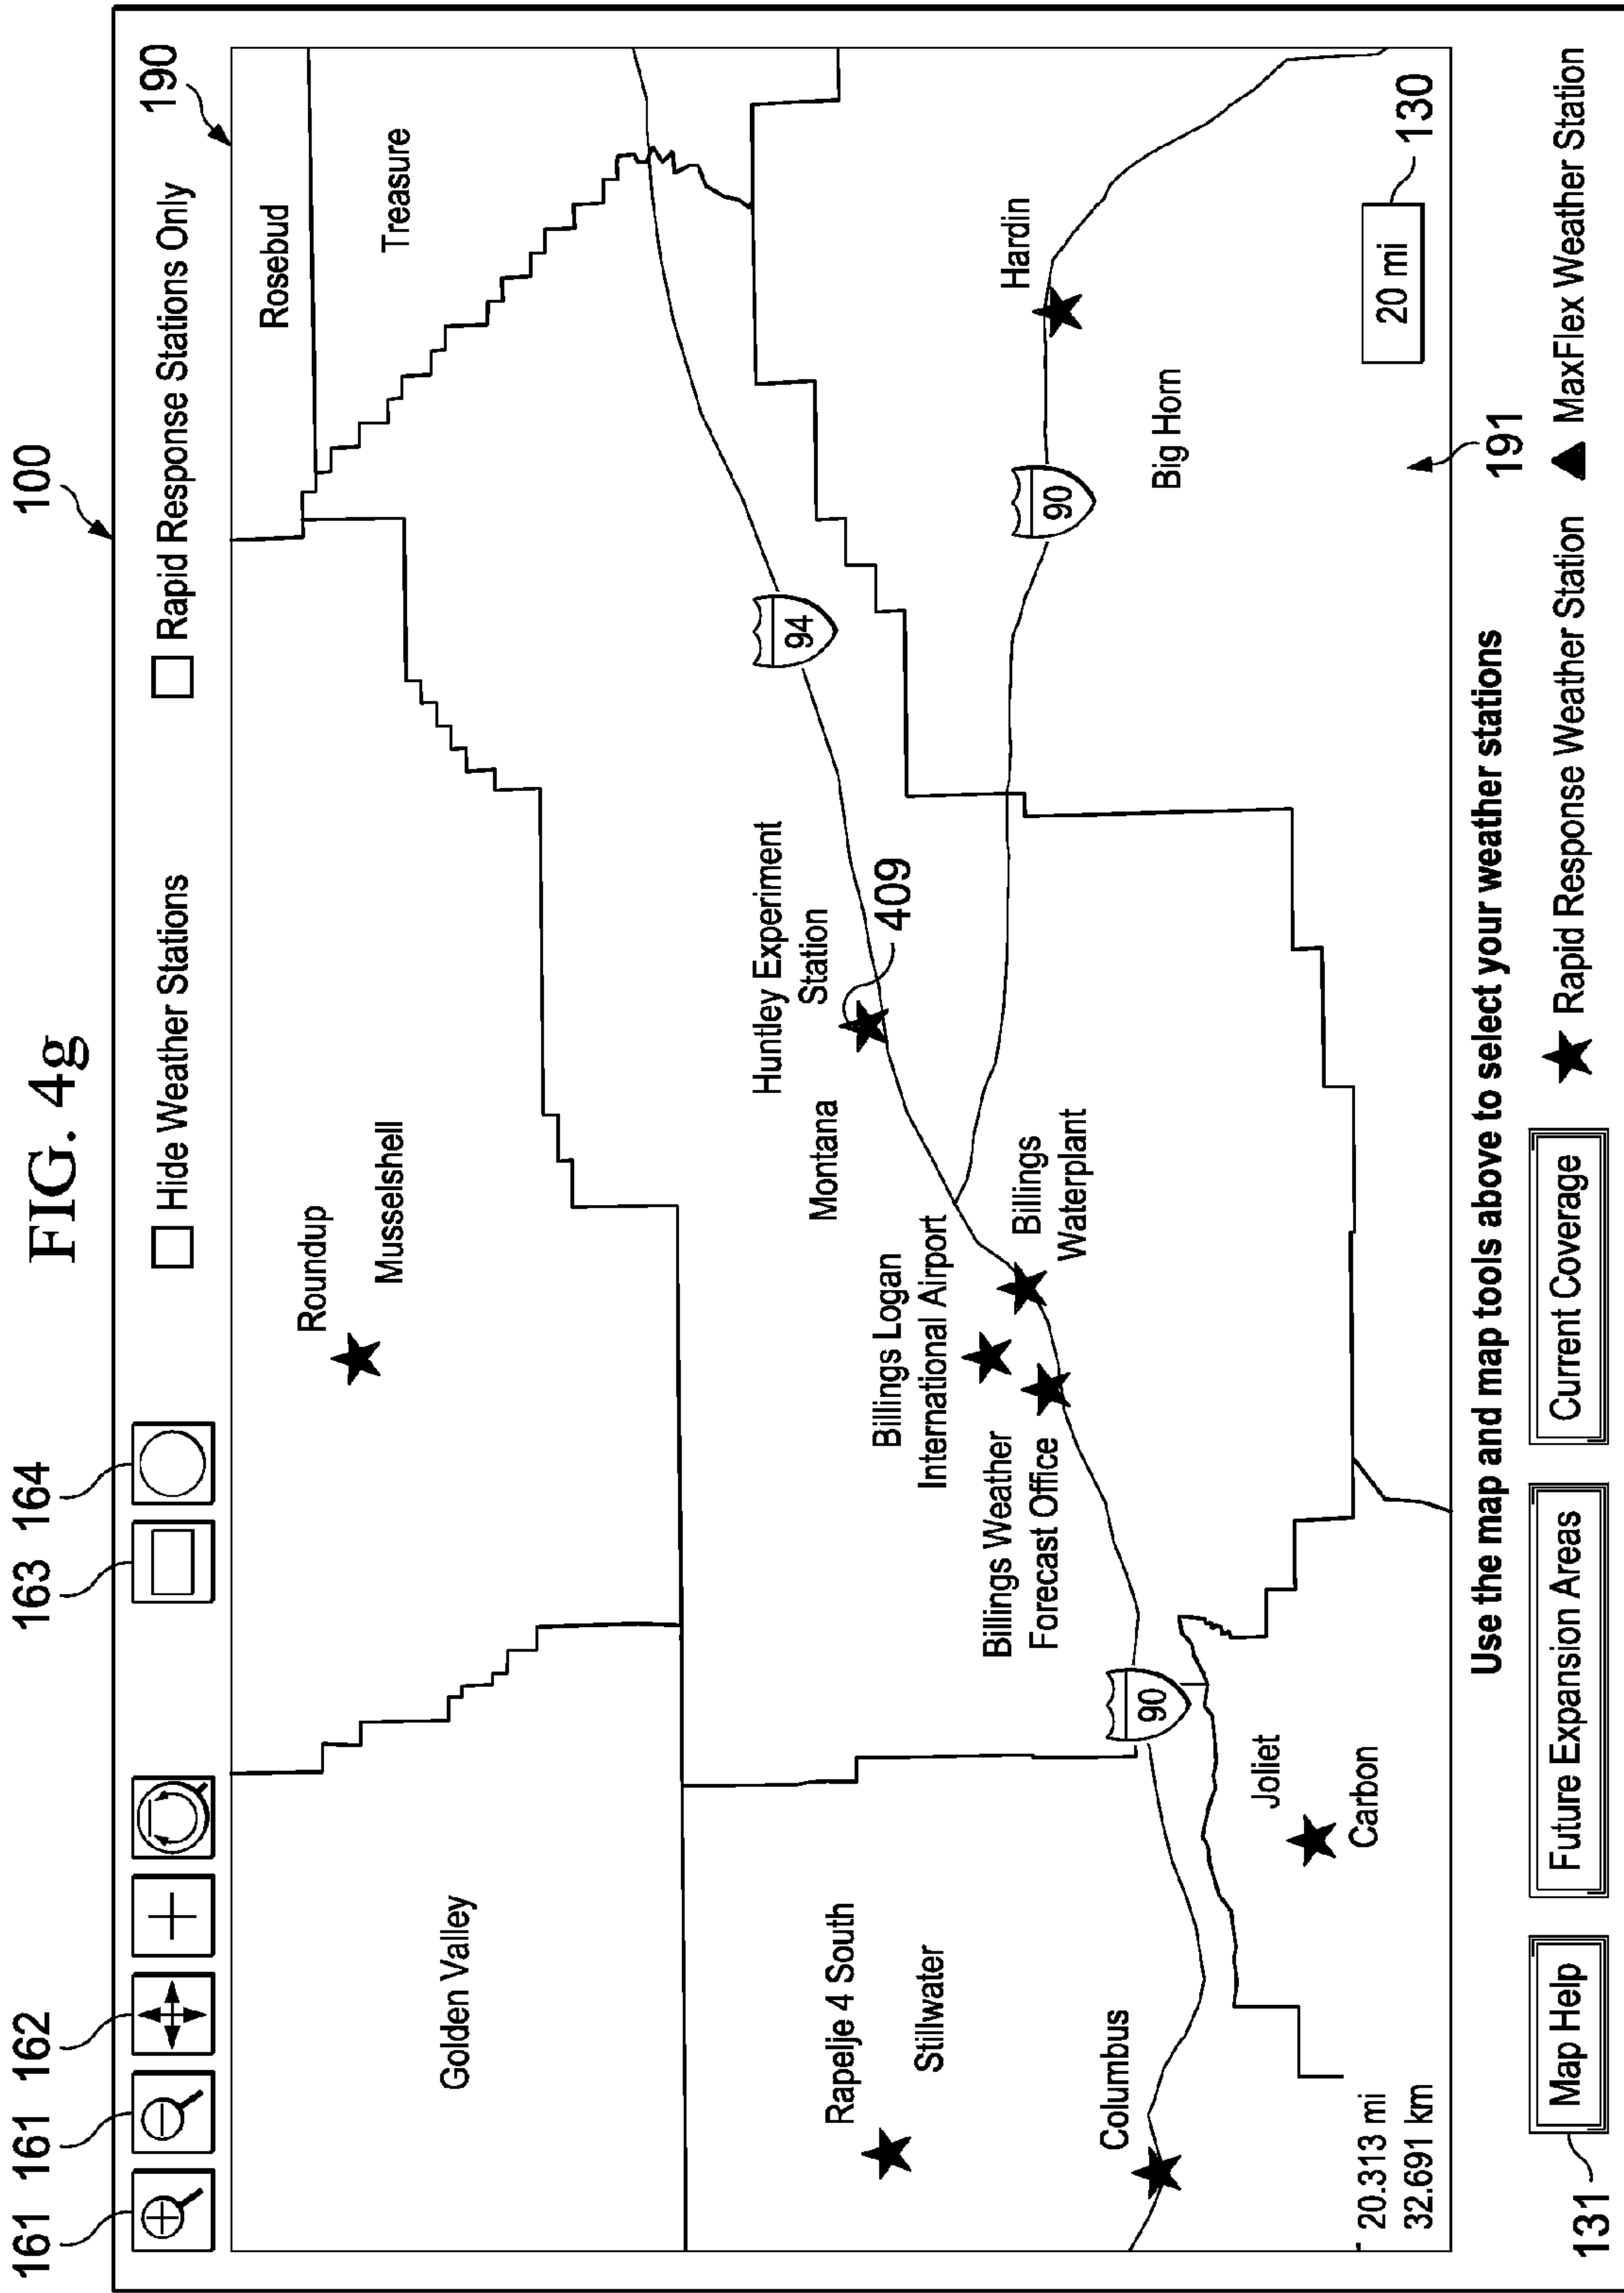 FIG. 4g
100
161
161
162
163
164
190
Hide Weather Stations
Rapid Response Stations Only
Rosebud
Treasure
Roundup
Musselshell
Golden Valley
Huntley Experiment
Station
409
94
Montana
Billings Logan
International Airport
Billings
Waterplant
Billings Weather
Forecast Office
Rapelje 4 South
Stillwater
Columbus
90
Joliet
Carbon
Hardin
90
Big Horn
20 mi
130
191
20.313 mi
32.691 km
Use the map and map tools above to select your weather stations
131
Map Help
Future Expansion Areas
Current Coverage
Rapid Response Weather Station
MaxFlex Weather Station